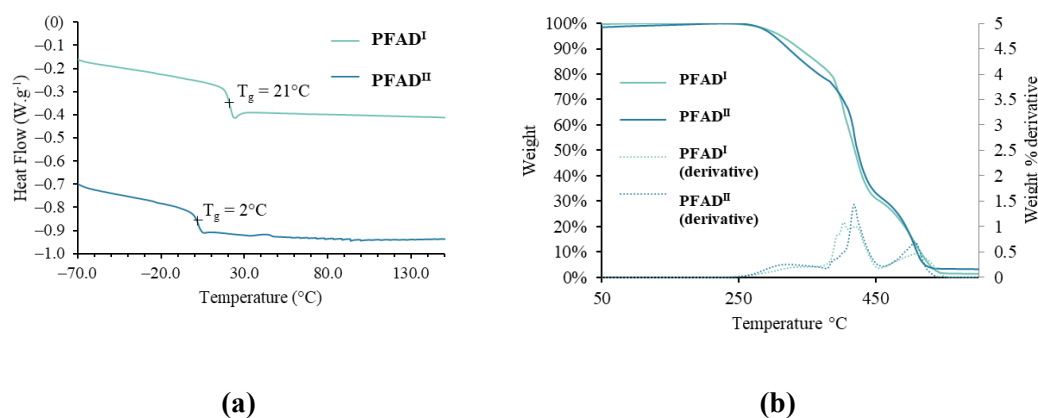 (0)
−0.1
−0.2
−0.3
−0.4
−0.5
−0.6
−0.7
−0.8
−0.9
−1.0
Heat Flow (W.g⁻¹)
PFADᴵ
PFADᴵᴵ
T_g = 21°C
T_g = 2°C
−70.0 −20.0 30.0 80.0 130.0
Temperature (°C)
(a)
100%
90%
80%
70%
60%
50%
40%
30%
20%
10%
0%
Weight
PFADᴵ
PFADᴵᴵ
PFADᴵ
(derivative)
PFADᴵᴵ
(derivative)
5
4.5
4
3.5
3
2.5
2
1.5
1
0.5
0
Weight % derivative
50 250 450
Temperature °C
(b)